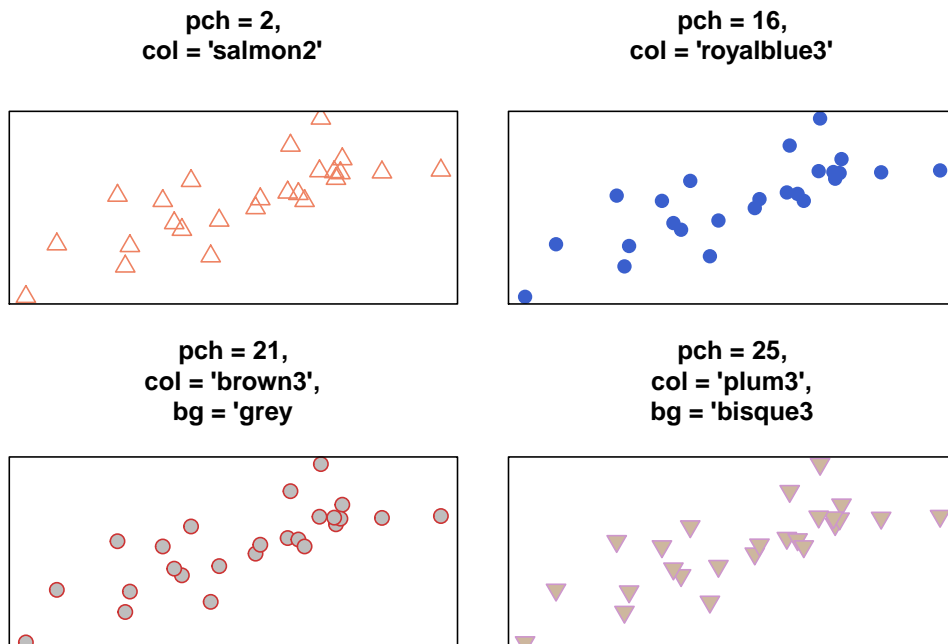 pch = 2,
col = 'salmon2'
pch = 16,
col = 'royalblue3'
pch = 21,
col = 'brown3',
bg = 'grey
pch = 25,
col = 'plum3',
bg = 'bisque3